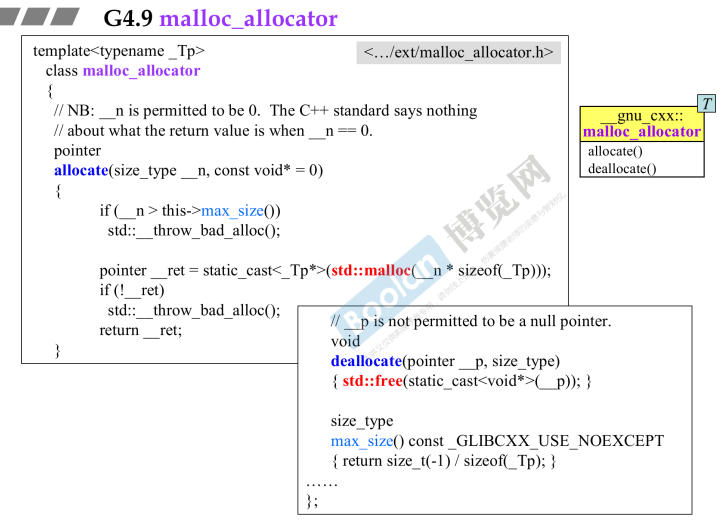 G4.9 malloc_allocator
<…/ext/malloc_allocator.h>
template<typename _Tp>
class malloc_allocator
{
// NB: __n is permitted to be 0.  The C++ standard says nothing
// about what the return value is when __n == 0.
pointer
allocate(size_type __n, const void* = 0)
{
if (__n > this->max_size())
std::__throw_bad_alloc();
pointer __ret = static_cast<_Tp*>(std::malloc(__n * sizeof(_Tp)));
if (!__ret)
std::__throw_bad_alloc();
return __ret;
}
// __p is not permitted to be a null pointer.
void
deallocate(pointer __p, size_type)
{ std::free(static_cast<void*>(__p)); }
size_type
max_size() const _GLIBCXX_USE_NOEXCEPT
{ return size_t(-1) / sizeof(_Tp); }
……
};
T
__gnu_cxx::
malloc_allocator
allocate()
deallocate()
Boolan 博览网